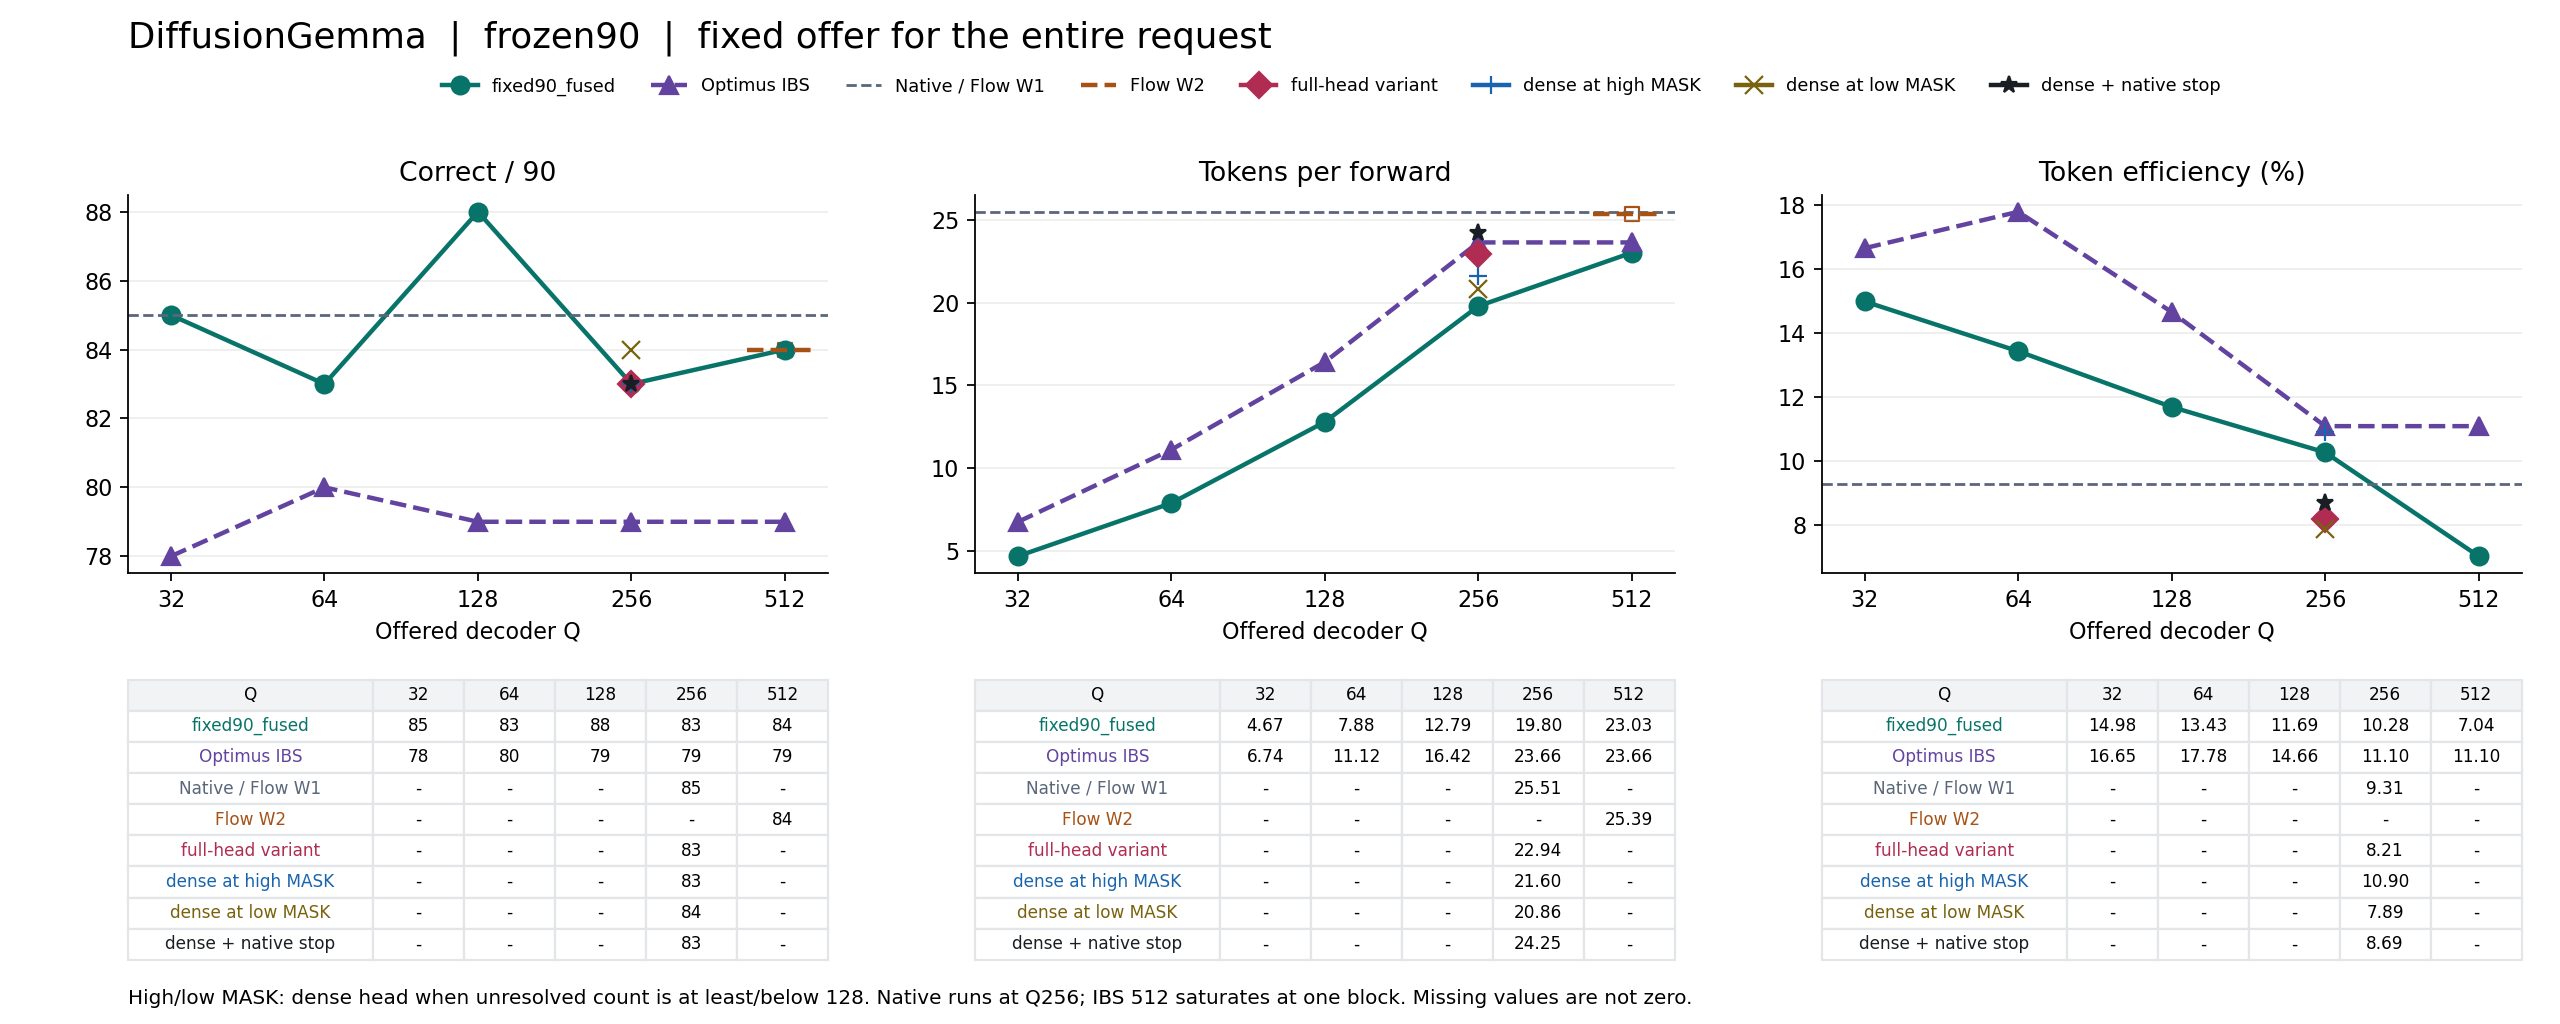 DiffusionGemma | frozen90 | fixed offer for the entire request
fixed90_fused Optimus IBS Native / Flow W1 Flow W2 full-head variant dense at high MASK dense at low MASK dense + native stop
Correct / 90
88
86
84
82
80
78
32 64 128 256 512
Offered decoder Q
Tokens per forward
25
20
15
10
5
32 64 128 256 512
Offered decoder Q
Token efficiency (%)
18
16
14
12
10
8
32 64 128 256 512
Offered decoder Q
Q 32 64 128 256 512
fixed90_fused 85 83 88 83 84
Optimus IBS 78 80 79 79 79
Native / Flow W1 - - - 85 -
Flow W2 - - - - 84
full-head variant - - - 83 -
dense at high MASK - - - 83 -
dense at low MASK - - - 84 -
dense + native stop - - - 83 -
Q 32 64 128 256 512
fixed90_fused 4.67 7.88 12.79 19.80 23.03
Optimus IBS 6.74 11.12 16.42 23.66 23.66
Native / Flow W1 - - - 25.51 -
Flow W2 - - - - 25.39
full-head variant - - - 22.94 -
dense at high MASK - - - 21.60 -
dense at low MASK - - - 20.86 -
dense + native stop - - - 24.25 -
Q 32 64 128 256 512
fixed90_fused 14.98 13.43 11.69 10.28 7.04
Optimus IBS 16.65 17.78 14.66 11.10 11.10
Native / Flow W1 - - - 9.31 -
Flow W2 - - - - -
full-head variant - - - 8.21 -
dense at high MASK - - - 10.90 -
dense at low MASK - - - 7.89 -
dense + native stop - - - 8.69 -
High/low MASK: dense head when unresolved count is at least/below 128. Native runs at Q256; IBS 512 saturates at one block. Missing values are not zero.